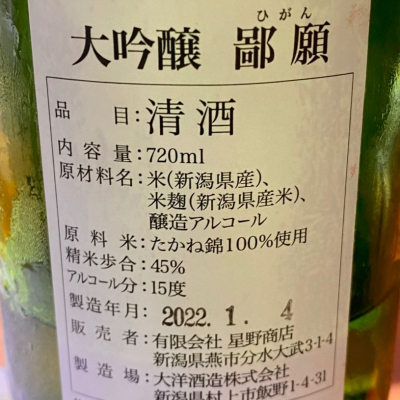 ひがん
大吟醸 鄙願
品目:清酒
内容量:720ml
原材料名:米(新潟県産)、
米麹(新潟県産米)、
醸造アルコール
原料米:たかね錦100%使用
精米歩合:45%
アルコール分:15度
製造年月:2022.1.4
販売者:有限会社 星野商店
新潟県燕市分水大武3-1-4
製造場:大洋酒造株式会社
新潟県村上市飯野1-4-31